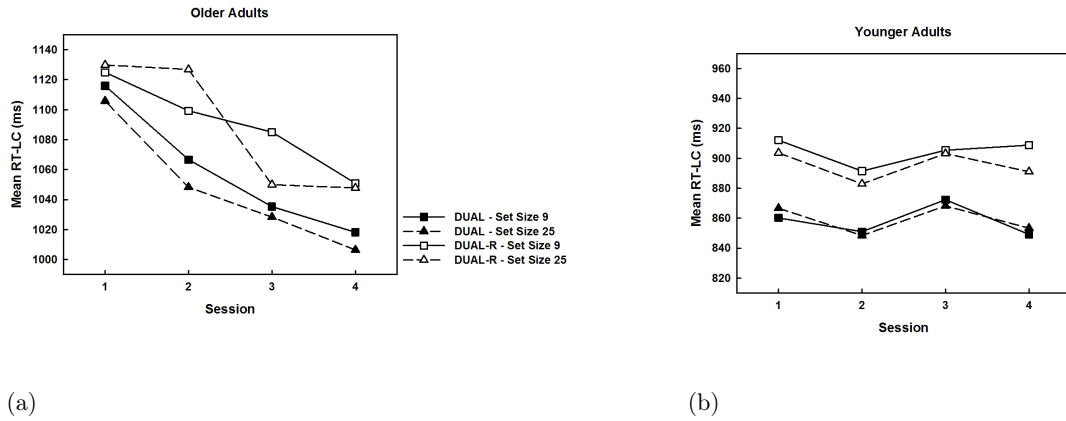 Older Adults
Mean RT-LC (ms)
1140
1120
1100
1080
1060
1040
1020
1000
1 2 3 4
Session
DUAL - Set Size 9
DUAL - Set Size 25
DUAL-R - Set Size 9
DUAL-R - Set Size 25
(a)
Younger Adults
Mean RT-LC (ms)
960
940
920
900
880
860
840
820
1 2 3 4
Session
(b)